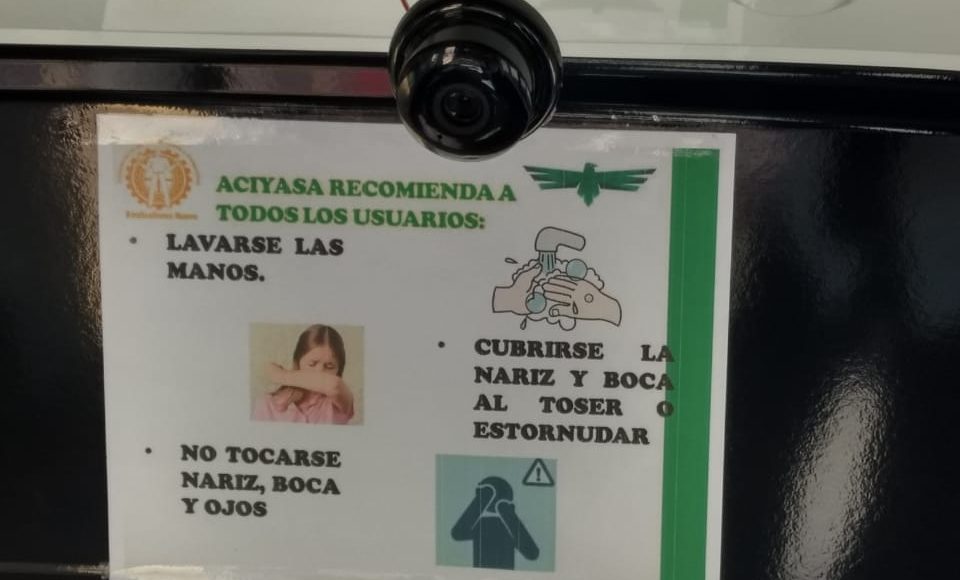 ACIYASA RECOMIENDA A
TODOS LOS USUARIOS:
• LAVARSE LAS
MANOS.
• CUBRIRSE LA
NARIZ Y BOCA
AL TOSER O
ESTORNUDAR
• NO TOCARSE
NARIZ, BOCA
Y OJOS